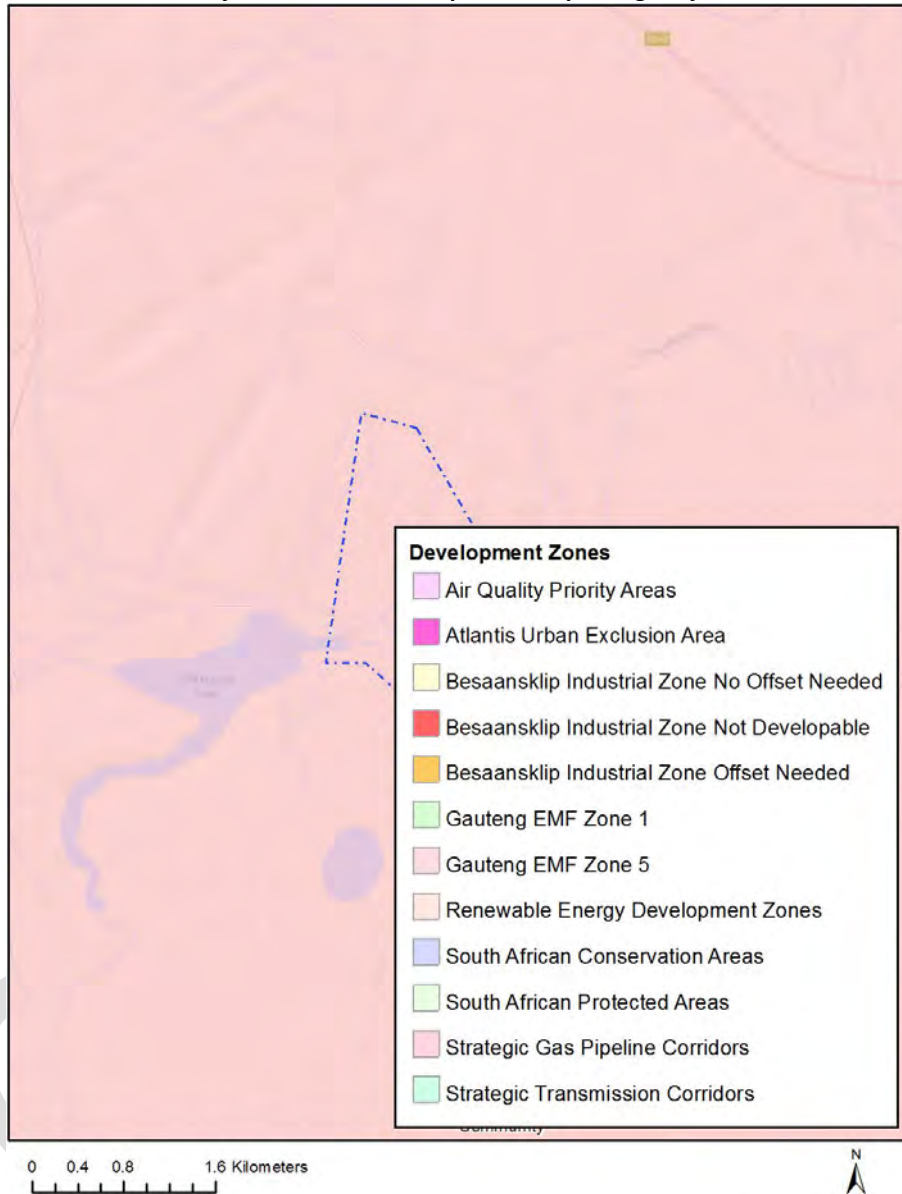 Development Zones
Air Quality Priority Areas
Atlantis Urban Exclusion Area
Besaansklip Industrial Zone No Offset Needed
Besaansklip Industrial Zone Not Developable
Besaansklip Industrial Zone Offset Needed
Gauteng EMF Zone 1
Gauteng EMF Zone 5
Renewable Energy Development Zones
South African Conservation Areas
South African Protected Areas
Strategic Gas Pipeline Corridors
Strategic Transmission Corridors
Community
0 0.4 0.8 1.6 Kilometers
N